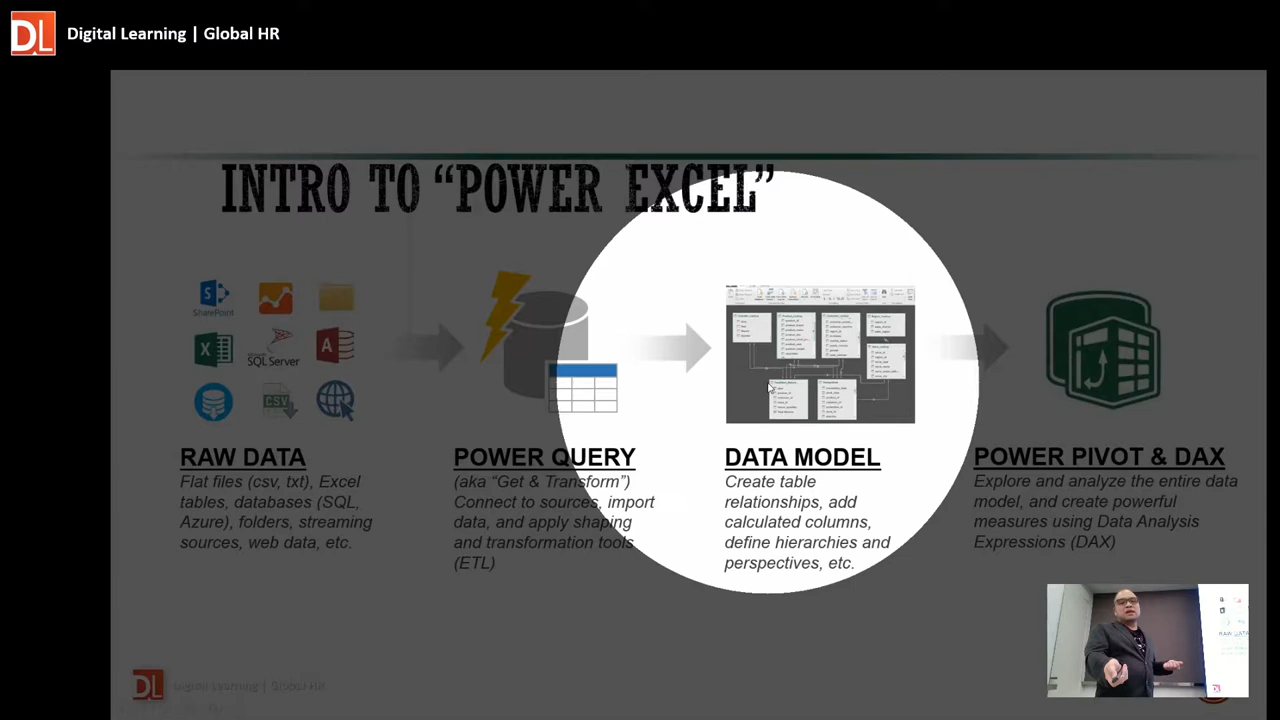 DL
Digital Learning | Global HR
INTRO TO “POWER EXCEL”
SharePoint
Microsoft
SQL Server
CSV
RAW DATA
Flat files (csv, txt), Excel
tables, databases (SQL,
Azure), folders, streaming
sources, web data, etc.
POWER QUERY
(aka “Get & Transform”)
Connect to sources, import
data, and apply shaping
and transformation tools
(ETL)
DATA MODEL
Create table
relationships, add
calculated columns,
define hierarchies and
perspectives, etc.
POWER PIVOT & DAX
Explore and analyze the entire data
model, and create powerful
measures using Data Analysis
Expressions (DAX)
RAW DATA
DL
Digital Learning | Global HR